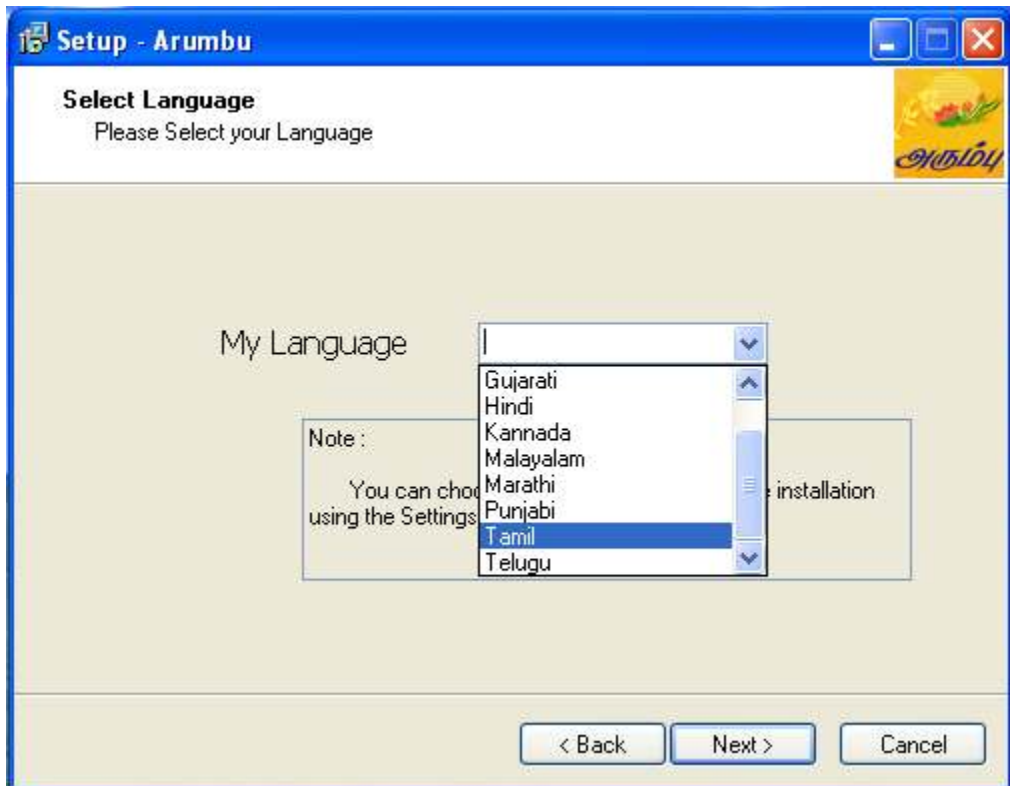 Setup - Arumbu
Select Language
Please Select your Language
அரும்பு
My Language
Gujarati
Hindi
Kannada
Malayalam
Marathi
Punjabi
Tamil
Telugu
Note :
You can installation
using the Settings
< Back Next > Cancel